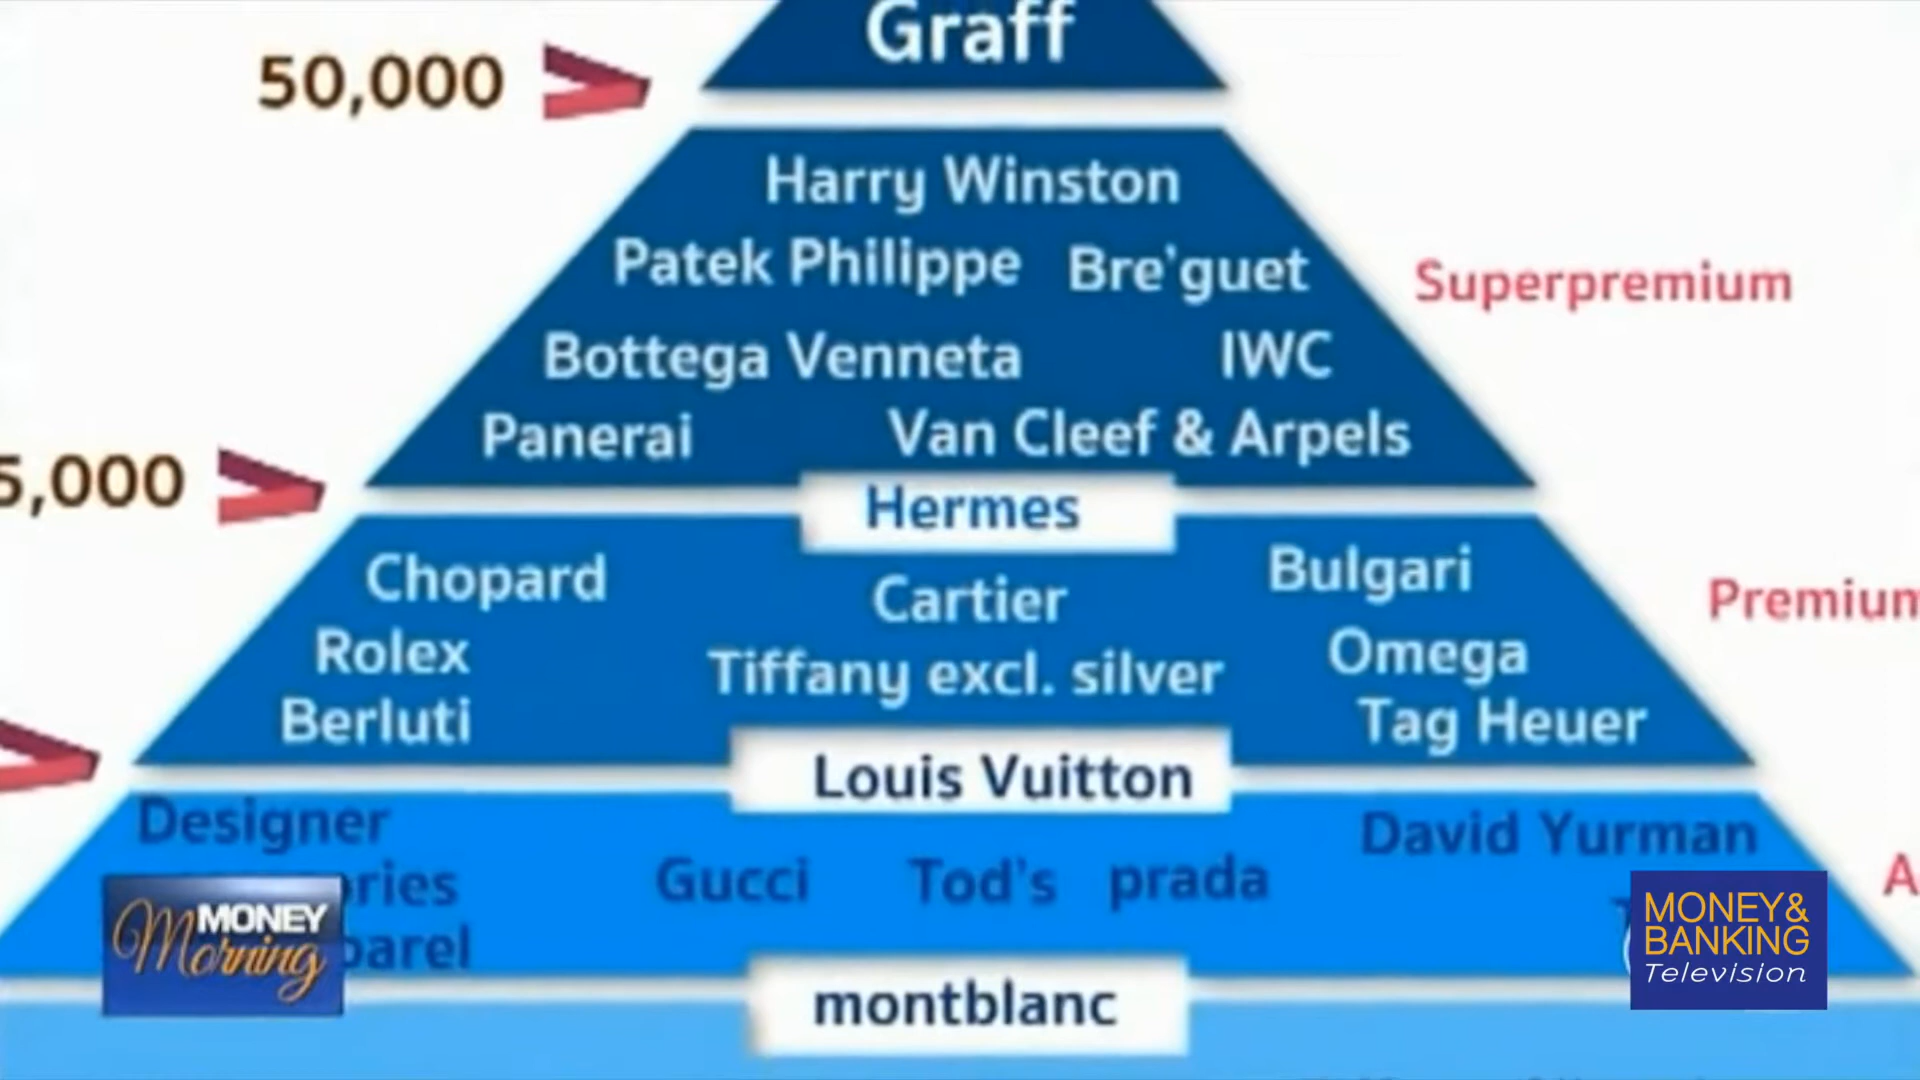 Graff
50,000
Harry Winston
Patek Philippe Bre'guet
Superpremium
Bottega Venneta IWC
Panerai Van Cleef & Arpels
5,000
Hermes
Chopard Cartier Bulgari
Premium
Rolex Tiffany excl. silver Omega
Berluti Tag Heuer
Louis Vuitton
Designer David Yurman
ries Gucci Tod's prada
A
parel
montblanc
MONEY
Morning
MONEY&
BANKING
Television